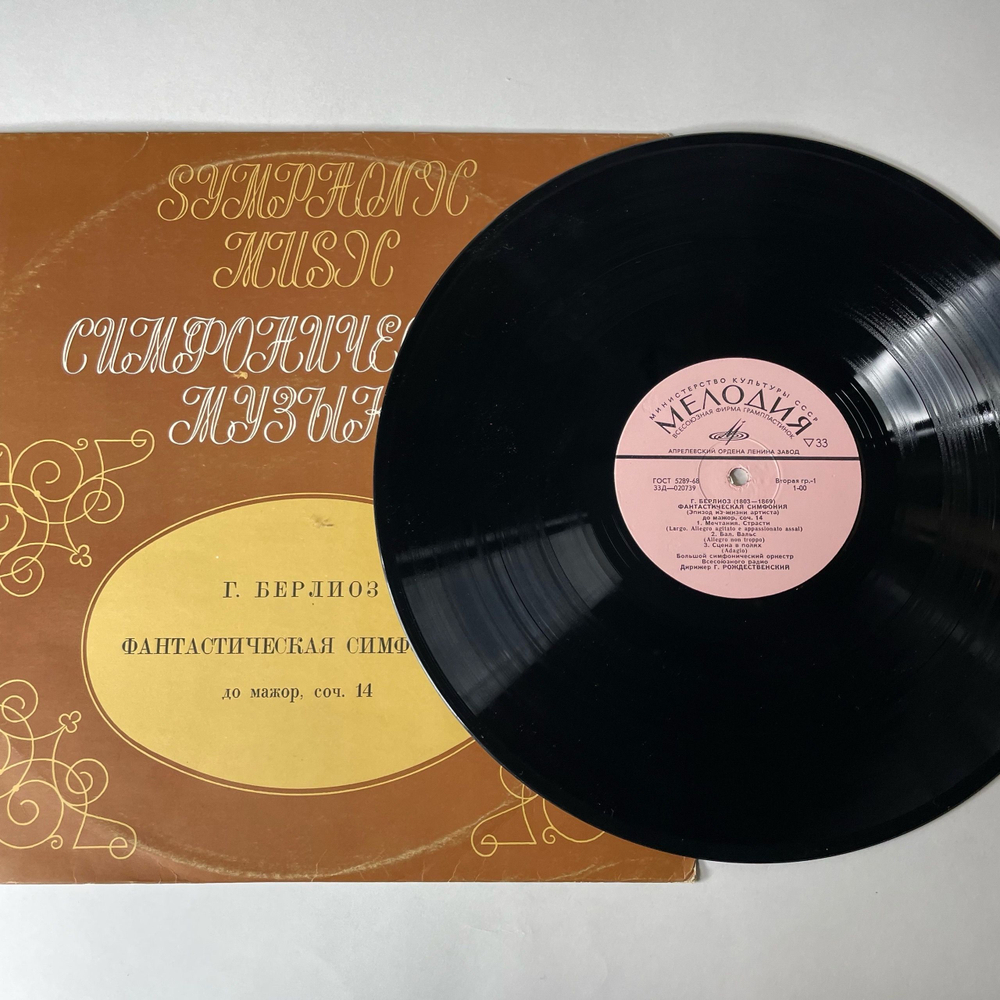 SYMPHONIC
MUSIC
СИМФОНИЧЕС
МУЗЫК
Г. БЕРЛИОЗ
ФАНТАСТИЧЕСКАЯ СИМФ
до мажор, соч. 14
МИНИСТЕРСТВО КУЛЬТУРЫ СССР
МЕЛОДИЯ
ВСЕСОЮЗНАЯ ФИРМА ГРАМПЛАСТИНОК
33
АПРЕЛЕВСКИЙ ОРДЕНА ЛЕНИНА ЗАВОД
ГОСТ 5289-68 Вторая гр.-1
33Д—020739 1-00
Г. БЕРЛИОЗ (1803—1869)
ФАНТАСТИЧЕСКАЯ СИМФОНИЯ
(Эпизод из жизни артиста)
до мажор, соч. 14
1. Мечтания. Страсти
(Largo. Allegro agitato e appassionato assai)
2. Бал. Вальс
(Allegro non troppo)
3. Сцена в полях
(Adagio)
Большой симфонический оркестр
Всесоюзного радио
Дирижер Г. РОЖДЕСТВЕНСКИЙ